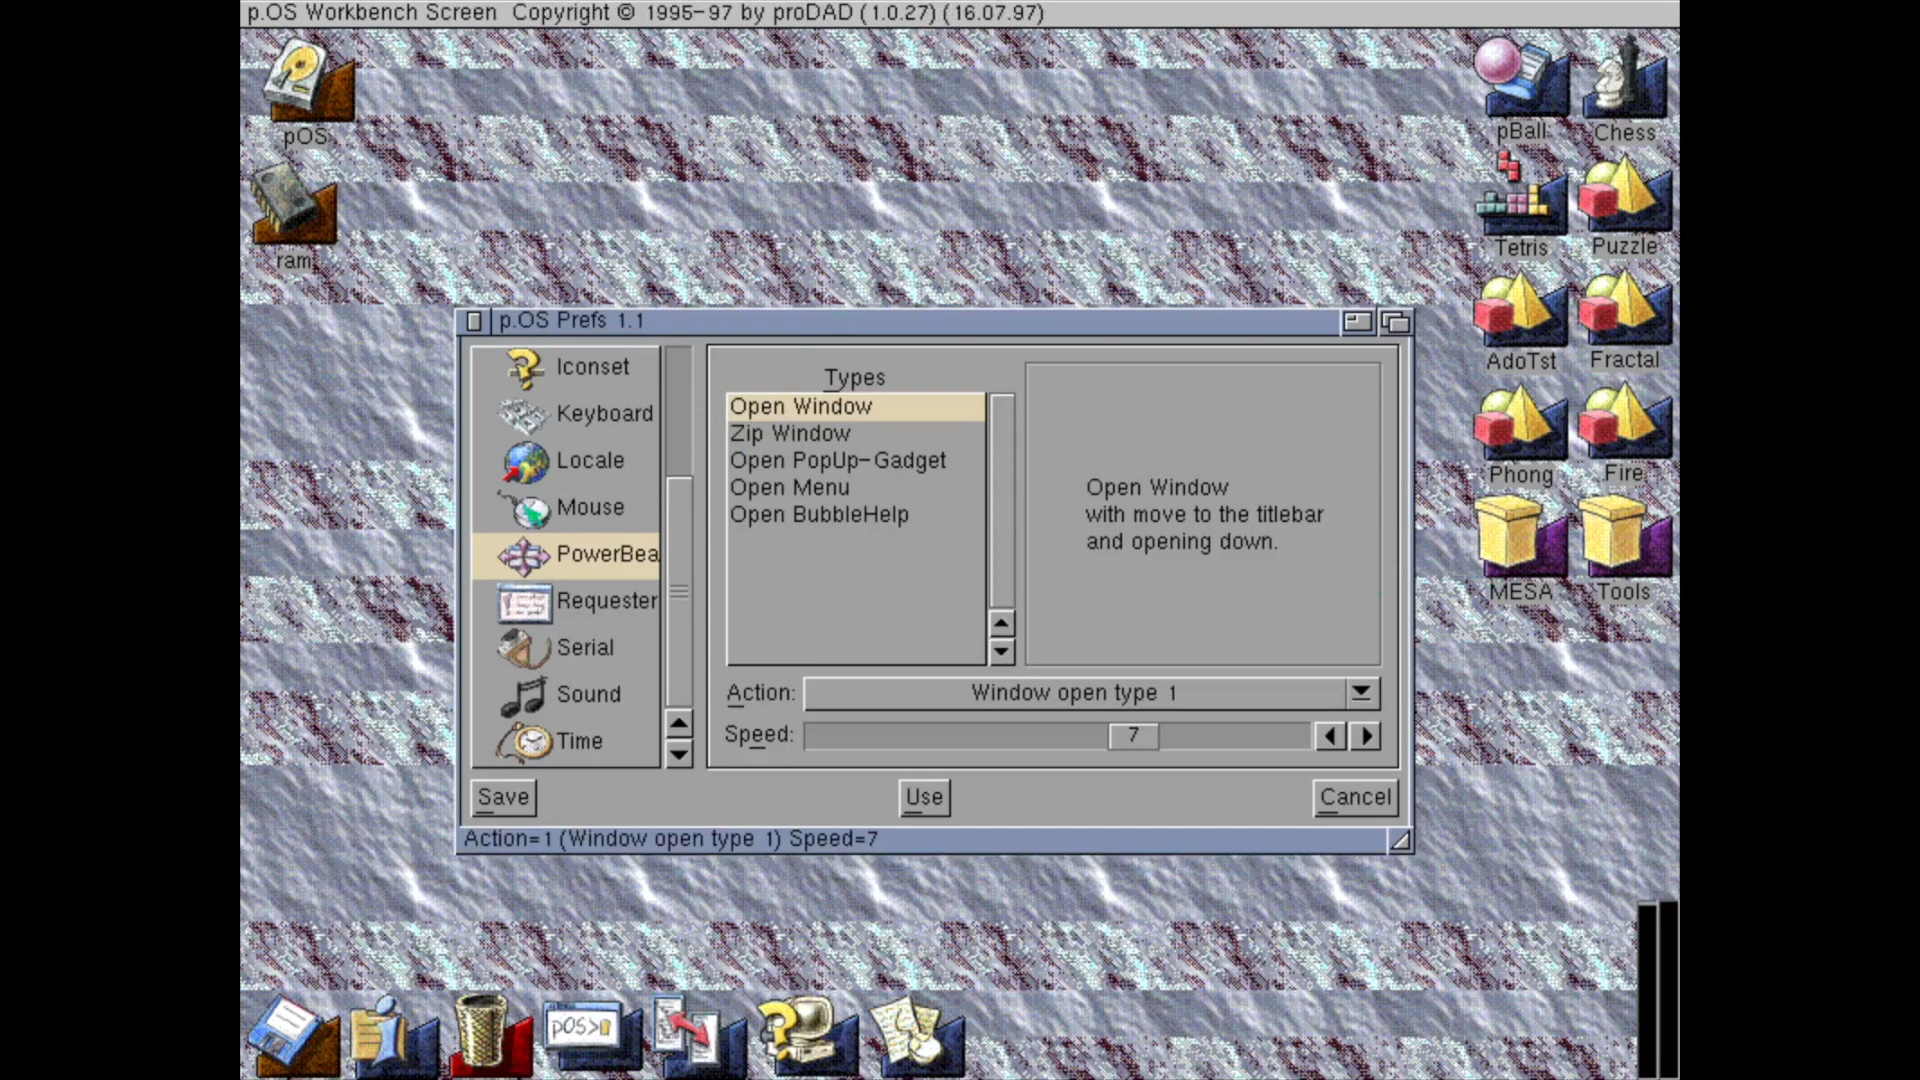 p.OS Workbench Screen Copyright © 1995-97 by proDAD (1.0.27) (16.07.97)
pOS
ram
pBall
Chess
Tetris
Puzzle
AdoTst
Fractal
Phong
Fire
MESA
Tools
p.OS Prefs 1.1
Iconset
Keyboard
Locale
Mouse
PowerBea
Requester
Serial
Sound
Time
Types
Open Window
Zip Window
Open PopUp-Gadget
Open Menu
Open BubbleHelp
Open Window
with move to the titlebar
and opening down.
Action: Window open type 1
Speed: 7
Save
Use
Cancel
Action=1 (Window open type 1) Speed=7
pOS>